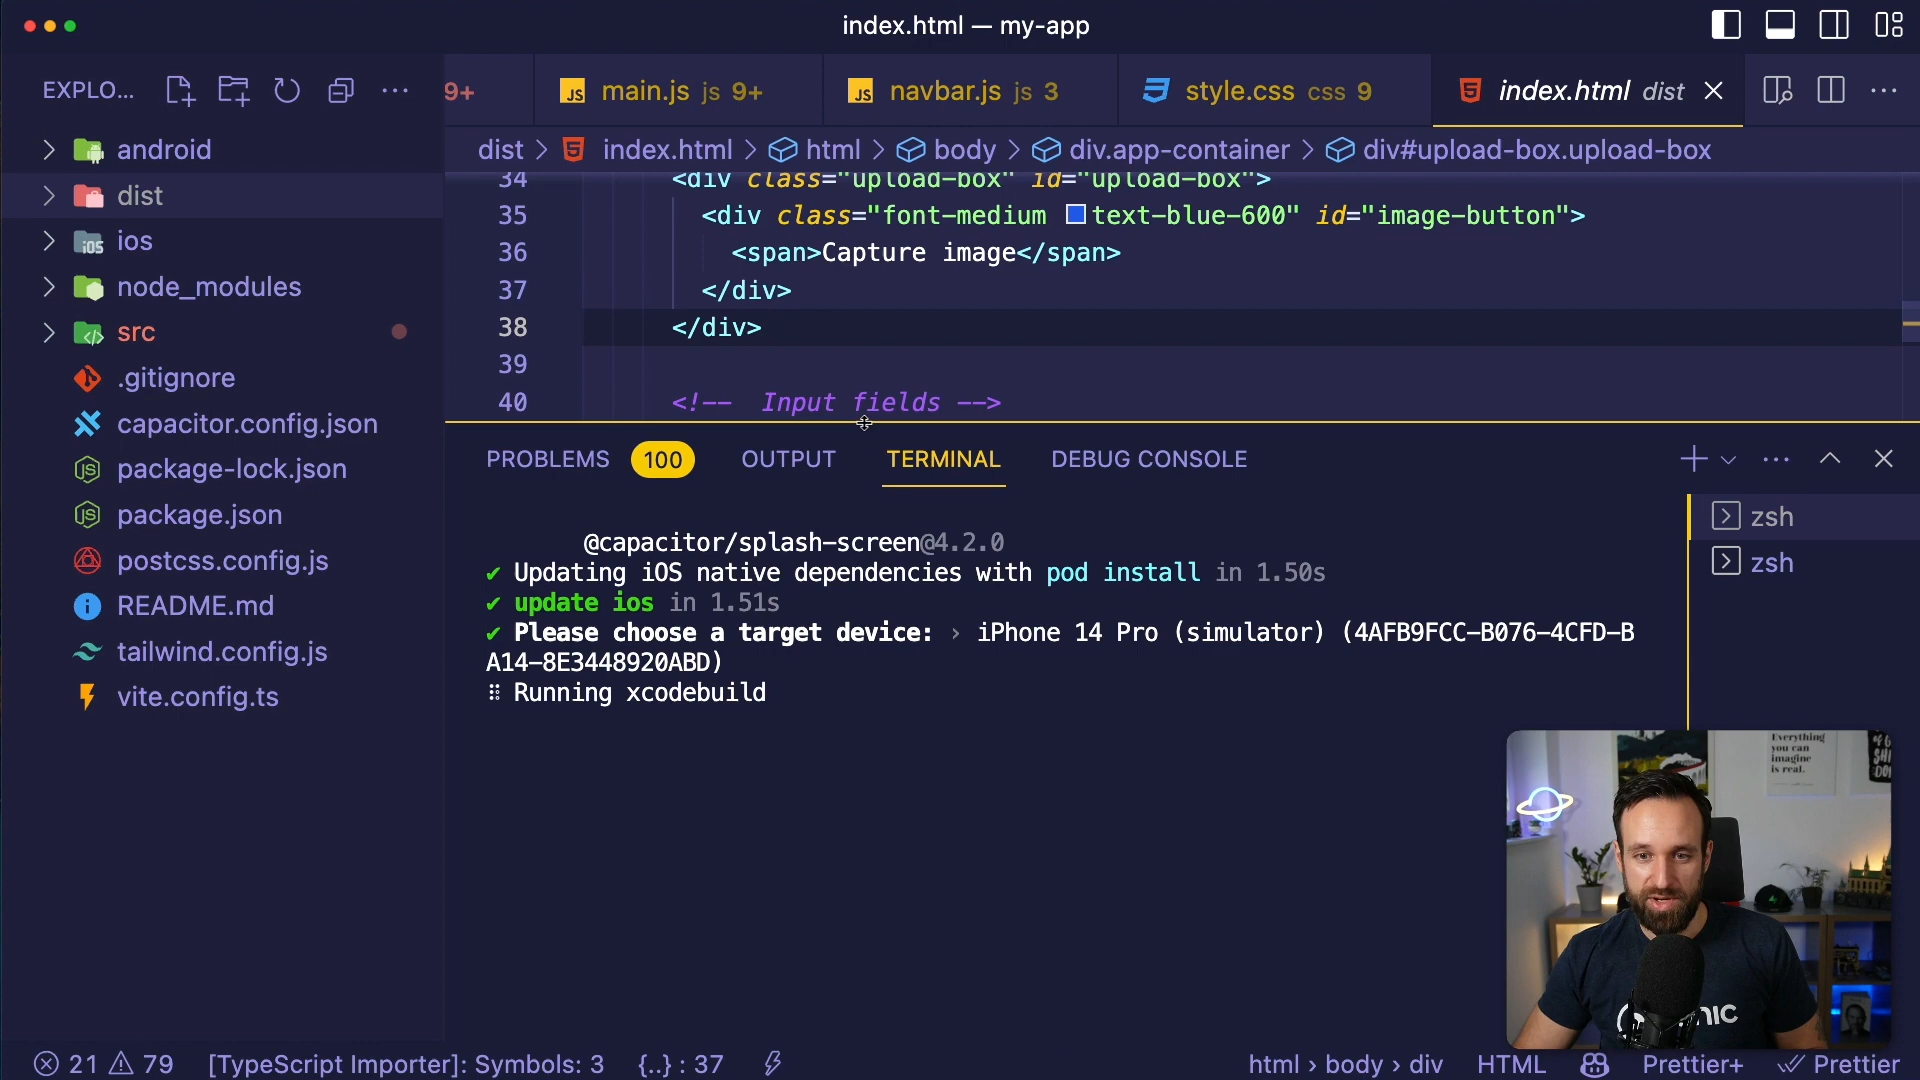 index.html — my-app
EXPLO...
9+
main.js js 9+
navbar.js js 3
style.css css 9
index.html dist
dist > index.html > html > body > div.app-container > div#upload-box.upload-box
android
dist
ios
node_modules
src
.gitignore
capacitor.config.json
package-lock.json
package.json
postcss.config.js
README.md
tailwind.config.js
vite.config.ts
34 <div class="upload-box" id="upload-box">
35 <div class="font-medium text-blue-600" id="image-button">
36 <span>Capture image</span>
37 </div>
38 </div>
39
40 <!-- Input fields -->
PROBLEMS 100 OUTPUT TERMINAL DEBUG CONSOLE
@capacitor/splash-screen@4.2.0
✔ Updating iOS native dependencies with pod install in 1.50s
✔ update ios in 1.51s
✔ Please choose a target device: › iPhone 14 Pro (simulator) (4AFB9FCC-B076-4CFD-B
A14-8E3448920ABD)
⠿ Running xcodebuild
zsh
zsh
Everything
you can
imagine
is real.
21 79 [TypeScript Importer]: Symbols: 3 {..} : 37
html › body › div HTML Prettier+ Prettier